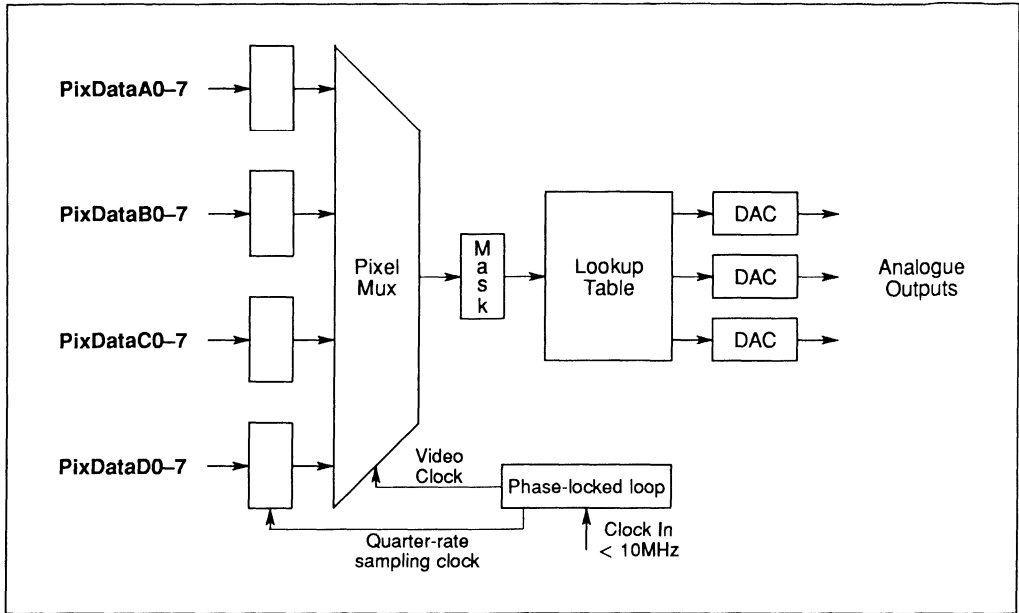 PixDataA0–7
PixDataB0–7
PixDataC0–7
PixDataD0–7
Pixel
Mux
Mask
Lookup
Table
DAC
DAC
DAC
Analogue
Outputs
Video
Clock
Phase-locked loop
Quarter-rate
sampling clock
Clock In
< 10MHz